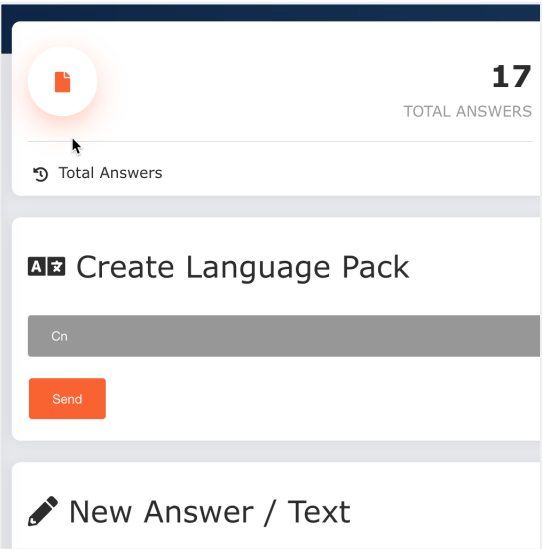 17
TOTAL ANSWERS
Total Answers
Create Language Pack
Cn
Send
New Answer / Text